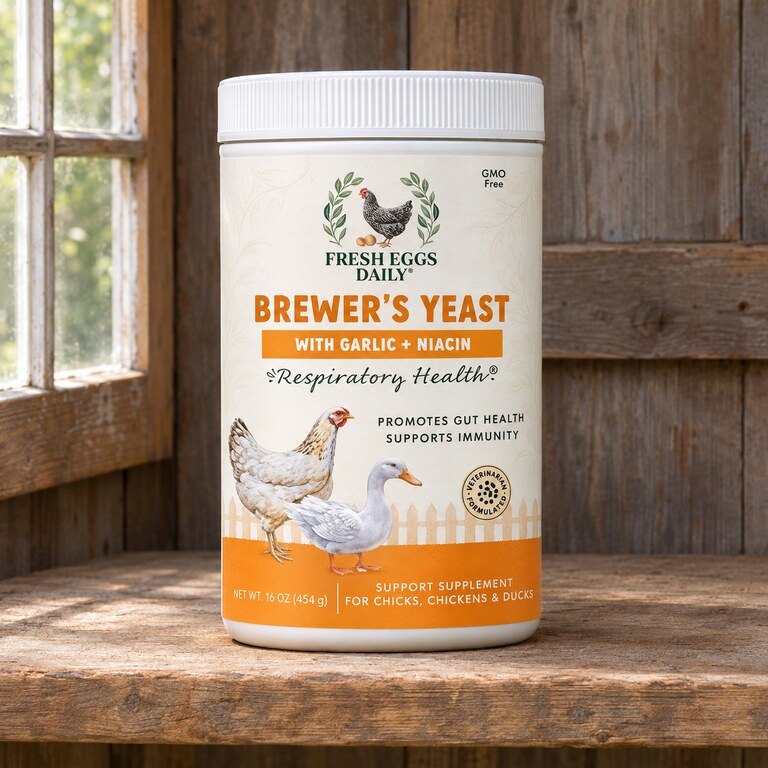 GMO
Free
FRESH EGGS
DAILY®
BREWER'S YEAST
WITH GARLIC + NIACIN
Respiratory Health®
PROMOTES GUT HEALTH
SUPPORTS IMMUNITY
VETERINARIAN
FORMULATED
NET WT. 16 OZ (454 g)
SUPPORT SUPPLEMENT
FOR CHICKS, CHICKENS & DUCKS